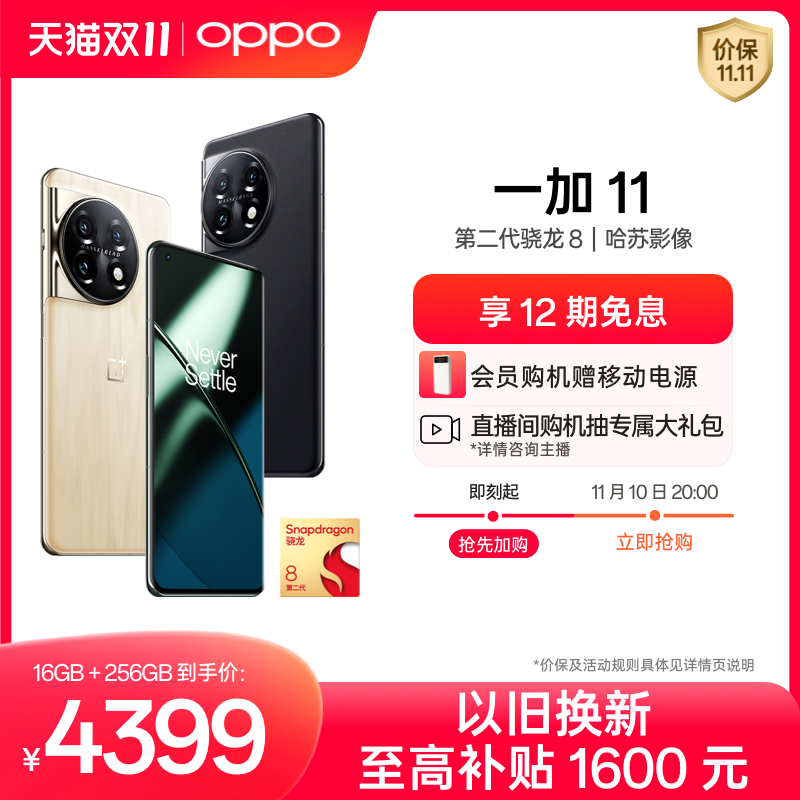 天猫双11 oppo
价保
11.11
HASSELBLAD
HASSELBLAD
Never
Settle
Snapdragon
骁龙
8
第二代
一加 11
第二代骁龙 8 | 哈苏影像
享 12 期免息
会员购机赠移动电源
直播间购机抽专属大礼包
*详情咨询主播
即刻起 11 月 10 日 20:00
抢先加购 立即抢购
*价保及活动规则具体见详情页说明
16GB + 256GB 到手价:
¥4399
以旧换新
至高补贴 1600 元